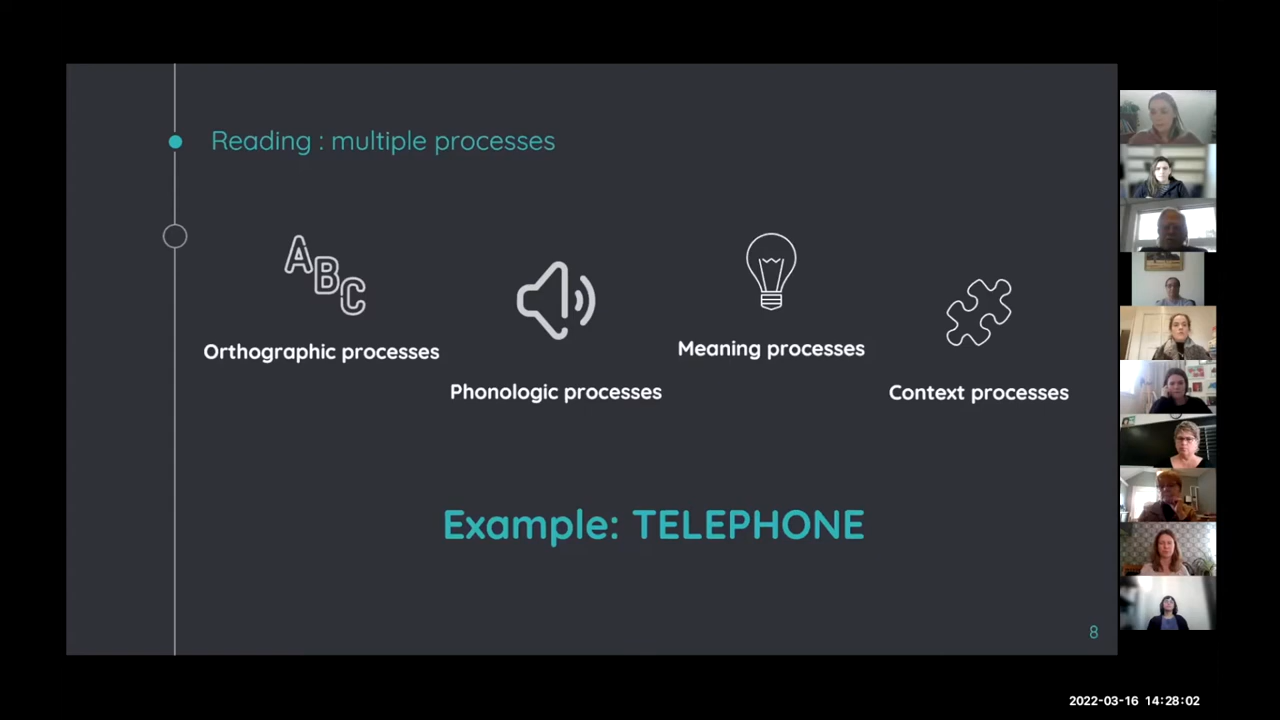 Reading : multiple processes
ABC
Orthographic processes
Phonologic processes
Meaning processes
Context processes
Example: TELEPHONE
8
2022-03-16 14:28:02